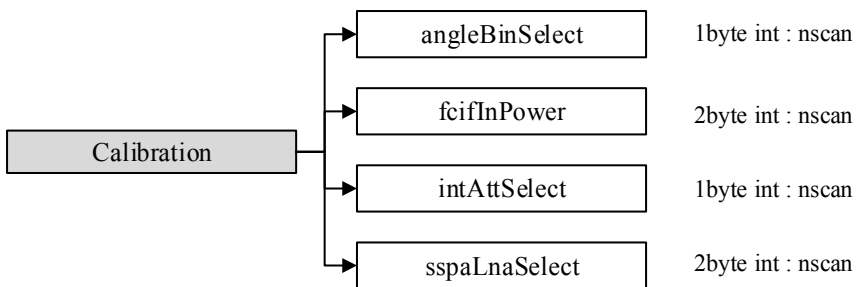 angleBinSelect 1byte int : nscan
fcifInPower 2byte int : nscan
Calibration
intAttSelect 1byte int : nscan
sspaLnaSelect 2byte int : nscan